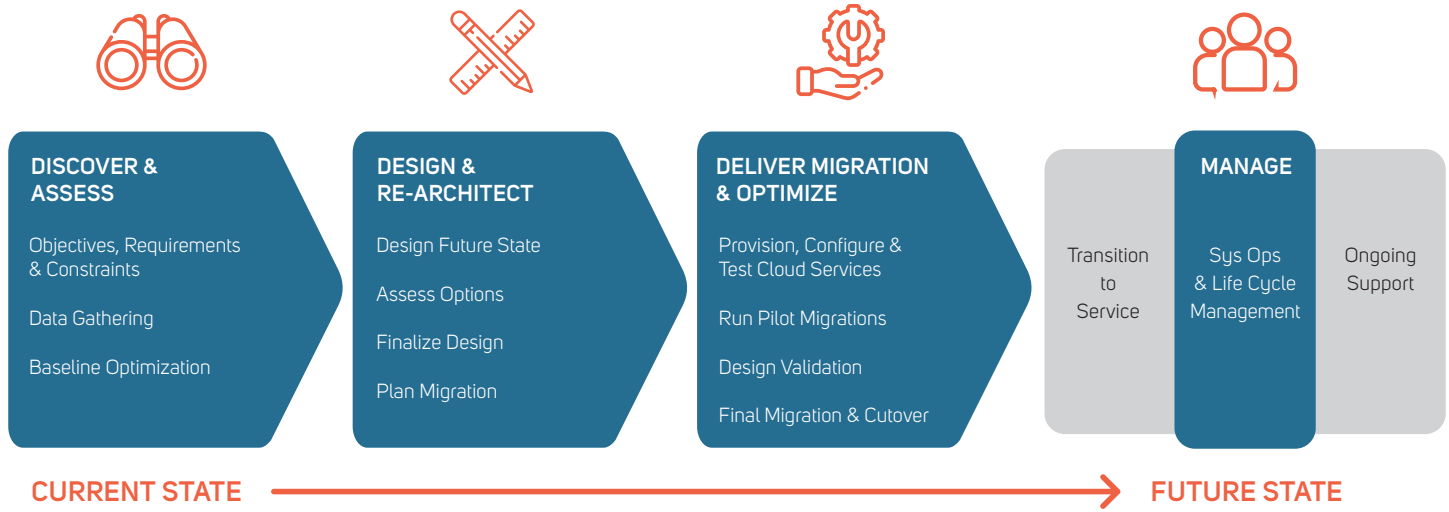 DISCOVER &
ASSESS
Objectives, Requirements
& Constraints
Data Gathering
Baseline Optimization
DESIGN &
RE-ARCHITECT
Design Future State
Assess Options
Finalize Design
Plan Migration
DELIVER MIGRATION
& OPTIMIZE
Provision, Configure &
Test Cloud Services
Run Pilot Migrations
Design Validation
Final Migration & Cutover
Transition
to
Service
MANAGE
Sys Ops
& Life Cycle
Management
Ongoing
Support
CURRENT STATE
FUTURE STATE